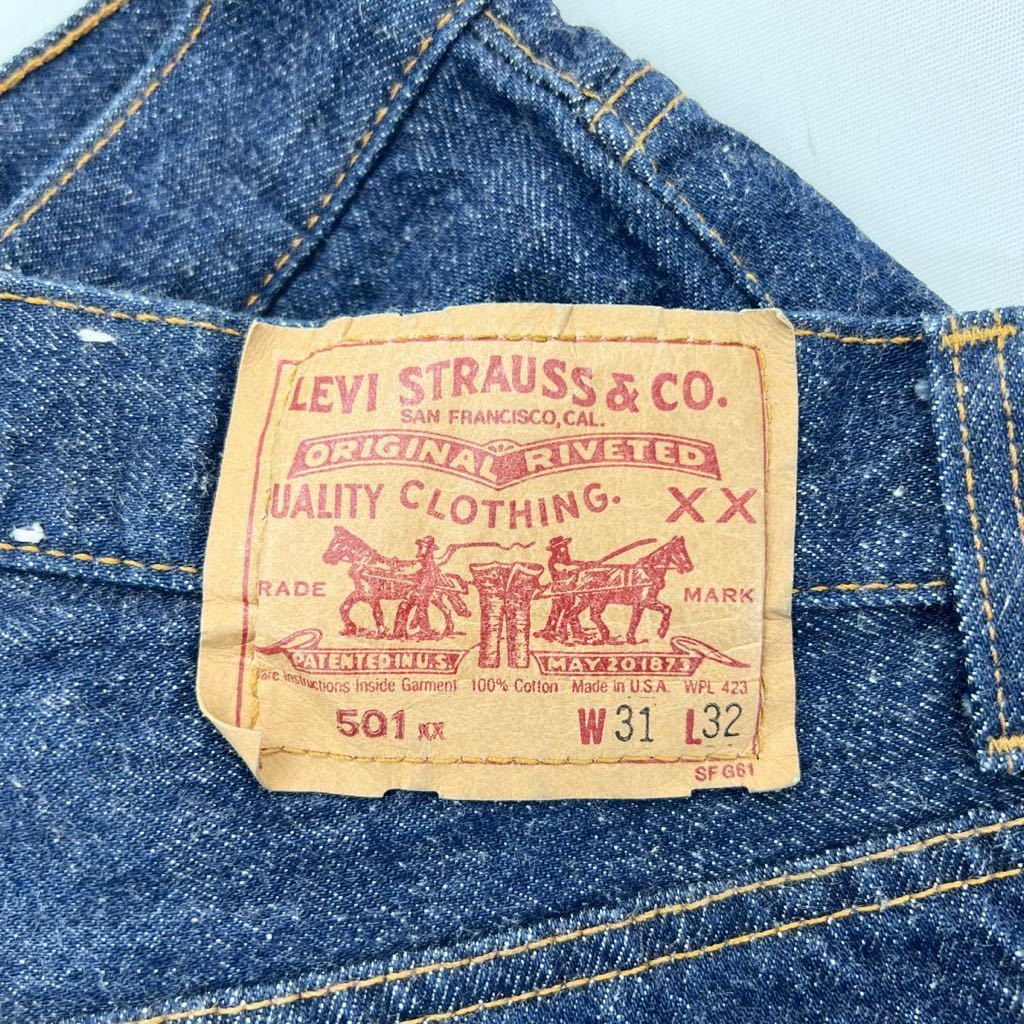 LEVI STRAUSS & CO.
SAN FRANCISCO, CAL.
ORIGINAL RIVETED
UALITY CLOTHING. XX
RADE MARK
PATENTED IN U.S. MAY 20 1873
are Instructions Inside Garment 100% Cotton Made in U.S.A. WPL 423
501 XX W 31 L 32
SF G61